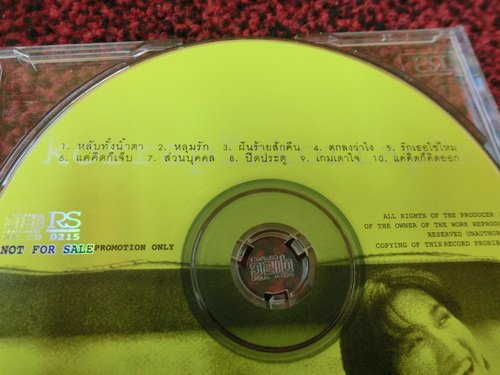 1. หลับทั้งน้ำตา 2. หลุมรัก 3. ฝันร้ายสักคืน 4. ตกลงว่าไง 5. รักเธอใช่ไหม
6. แค่คิดก็เจ็บ 7. ส่วนบุคคล 8. ปิดประตู 9. เกมเดาใจ 10. แค่คิดก็คิดออก
RS
0215
NOT FOR SALE PROMOTION ONLY
ALL RIGHTS OF THE PRODUCER
OF THE OWNER OF THE WORK REPROD
RESERVED UNAUTHOR
COPYING OF THIS RECORD PROHIB